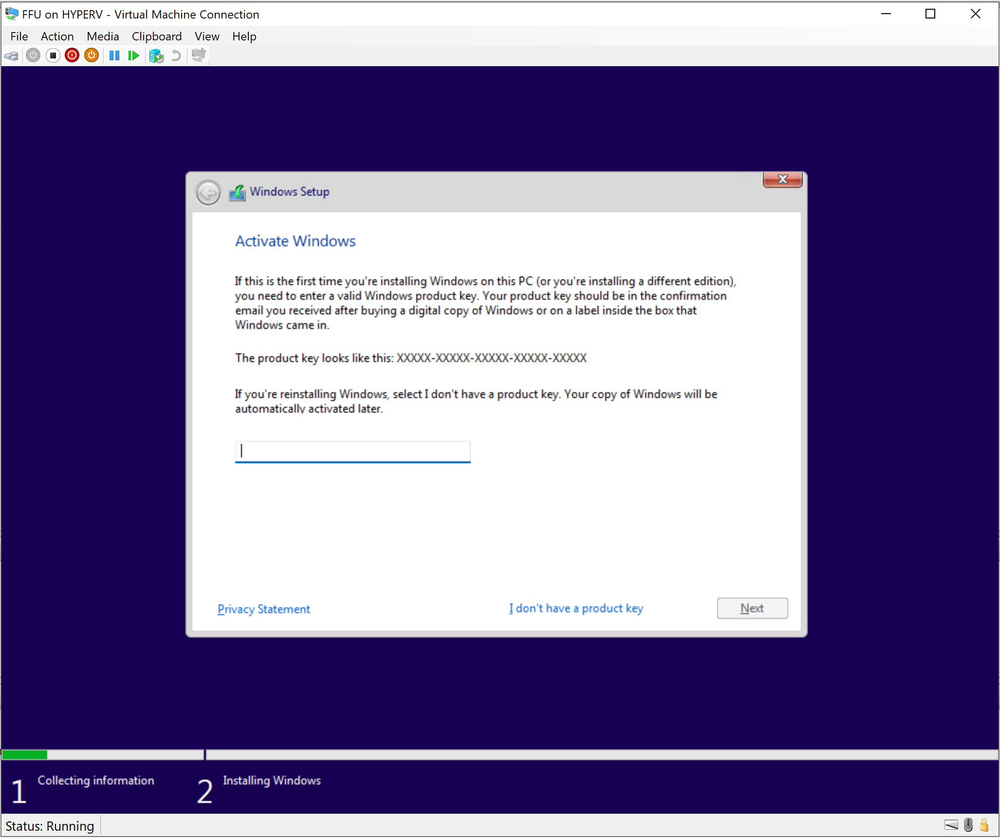 FFU on HYPERV - Virtual Machine Connection
File Action Media Clipboard View Help
Windows Setup
Activate Windows
If this is the first time you're installing Windows on this PC (or you're installing a different edition),
you need to enter a valid Windows product key. Your product key should be in the confirmation
email you received after buying a digital copy of Windows or on a label inside the box that
Windows came in.
The product key looks like this: XXXXX-XXXXX-XXXXX-XXXXX-XXXXX
If you're reinstalling Windows, select I don't have a product key. Your copy of Windows will be
automatically activated later.
Privacy Statement
I don't have a product key
Next
1 Collecting information
2 Installing Windows
Status: Running